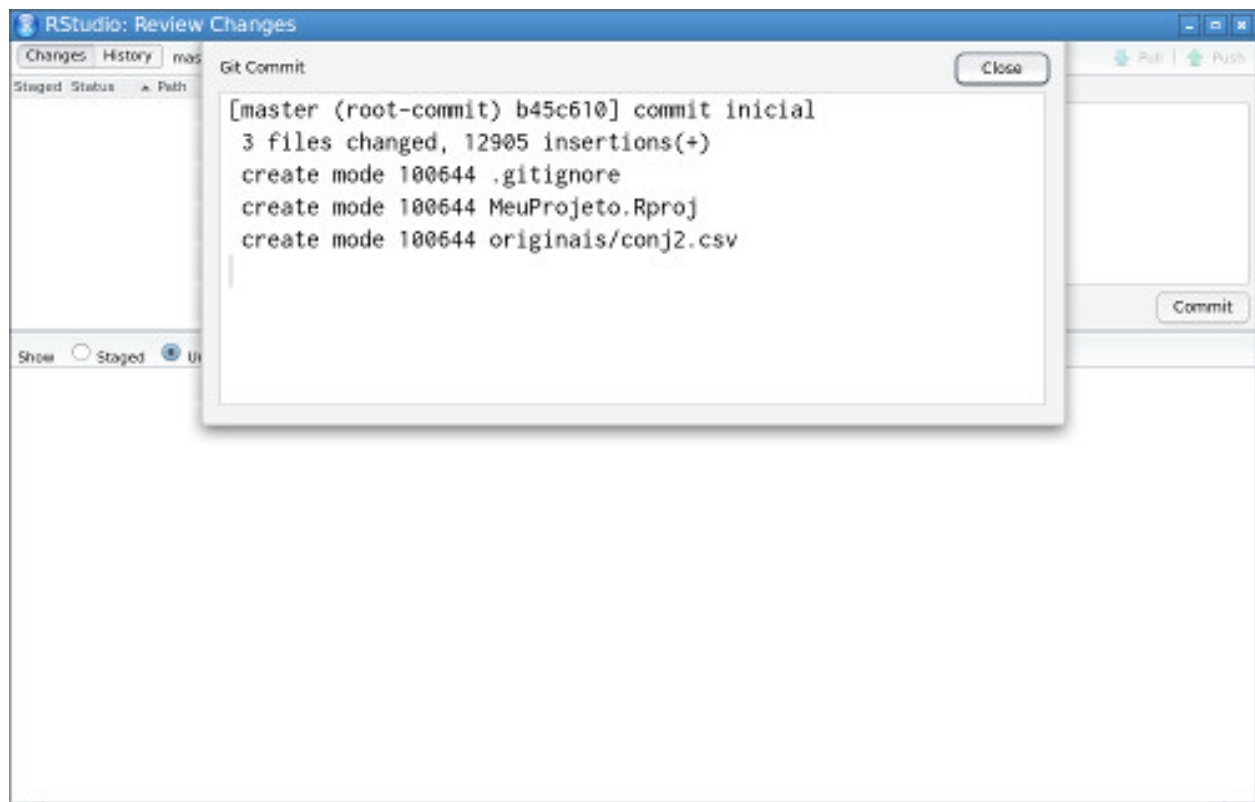 RStudio: Review Changes
Changes History mas
Pull Push
Staged Status Path
Git Commit
Close
[master (root-commit) b45c610] commit inicial
3 files changed, 12905 insertions(+)
create mode 100644 .gitignore
create mode 100644 MeuProjeto.Rproj
create mode 100644 originais/conj2.csv
Commit
Show Staged Un